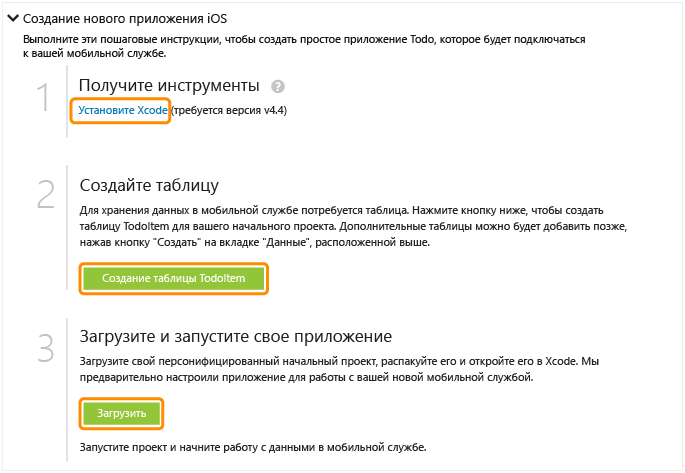 Создание нового приложения iOS
Выполните эти пошаговые инструкции, чтобы создать простое приложение Todo, которое будет подключаться
к вашей мобильной службе.
1
Получите инструменты ?
Установите Xcode (требуется версия v4.4)
2
Создайте таблицу
Для хранения данных в мобильной службе потребуется таблица. Нажмите кнопку ниже, чтобы создать
таблицу TodoItem для вашего начального проекта. Дополнительные таблицы можно будет добавить позже,
нажав кнопку "Создать" на вкладке "Данные", расположенной выше.
Создание таблицы TodoItem
3
Загрузите и запустите свое приложение
Загрузите свой персонифицированный начальный проект, распакуйте его и откройте его в Xcode. Мы
предварительно настроили приложение для работы с вашей новой мобильной службой.
Загрузить
Запустите проект и начните работу с данными в мобильной службе.